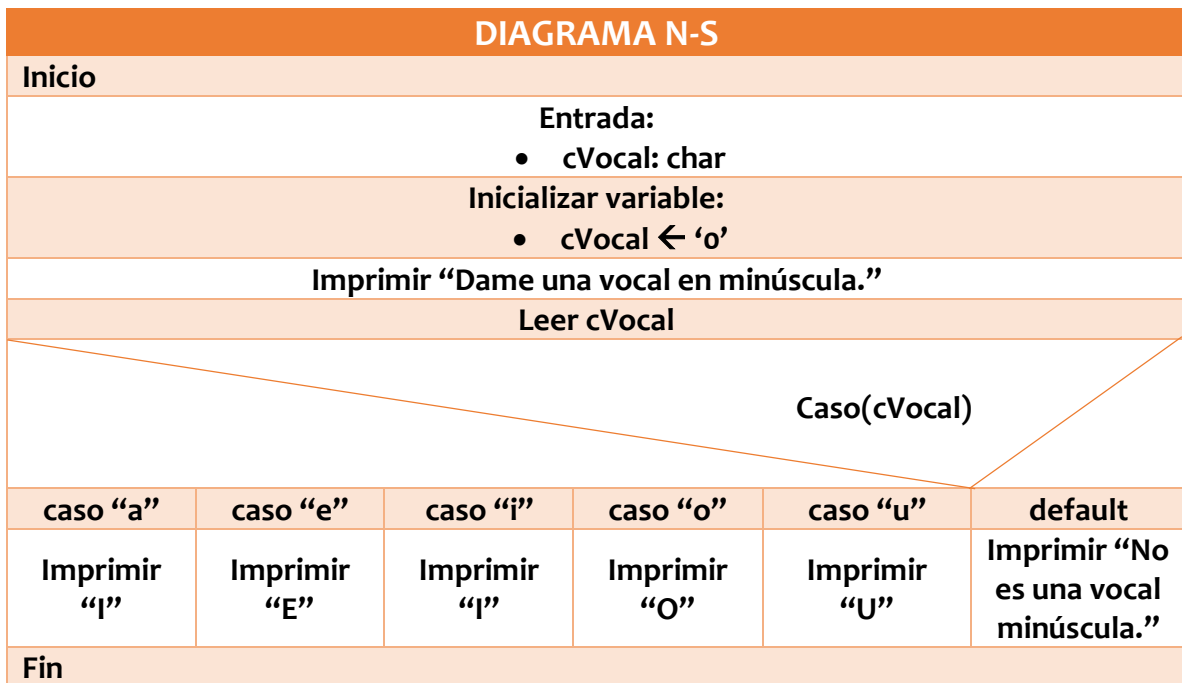 DIAGRAMA N-S
Inicio
Entrada:
• cVocal: char
Inicializar variable:
• cVocal ← ‘0’
Imprimir “Dame una vocal en minúscula.”
Leer cVocal
Caso(cVocal)
caso “a” caso “e” caso “i” caso “o” caso “u” default
Imprimir “I”
Imprimir “E”
Imprimir “I”
Imprimir “O”
Imprimir “U”
Imprimir “No
es una vocal
minúscula.”
Fin